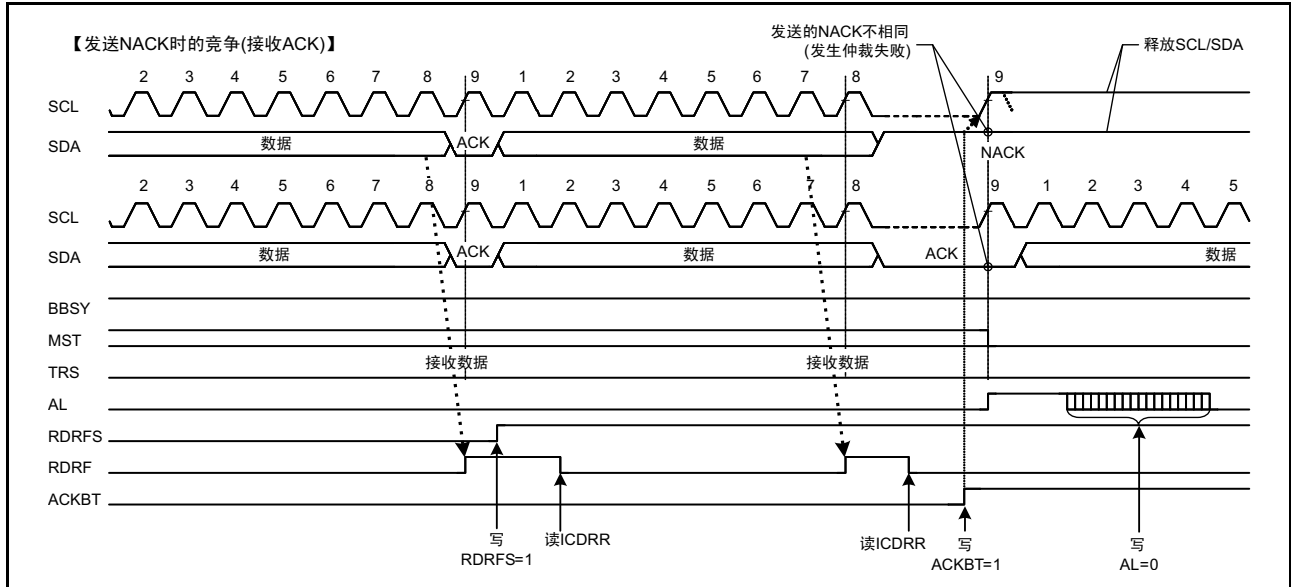 【发送NACK时的竞争(接收ACK)】
发送的NACK不相同
(发生仲裁失败)
释放SCL/SDA
2 3 4 5 6 7 8 9 1 2 3 4 5 6 7 8 9
SCL
SDA 数据 ACK 数据 NACK
2 3 4 5 6 7 8 9 1 2 3 4 5 6 7 8 9 1 2 3 4 5
SCL
SDA 数据 ACK 数据 ACK 数据
BBSY
MST
接收数据 接收数据
TRS
AL
RDRFS
RDRF
ACKBT
写
RDRFS=1
读ICDRR
读ICDRR
写
ACKBT=1
写
AL=0